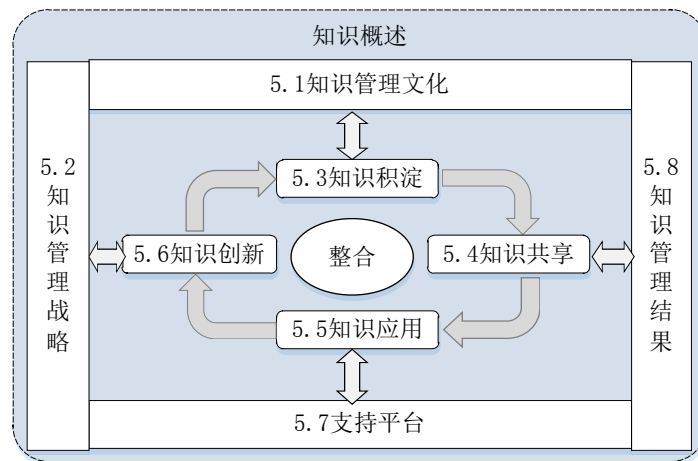 知识概述
5.1知识管理文化
5.2
知
识
管
理
战
略
5.3知识积淀
5.8
知
识
管
理
结
果
5.6知识创新
整合
5.4知识共享
5.5知识应用
5.7支持平台